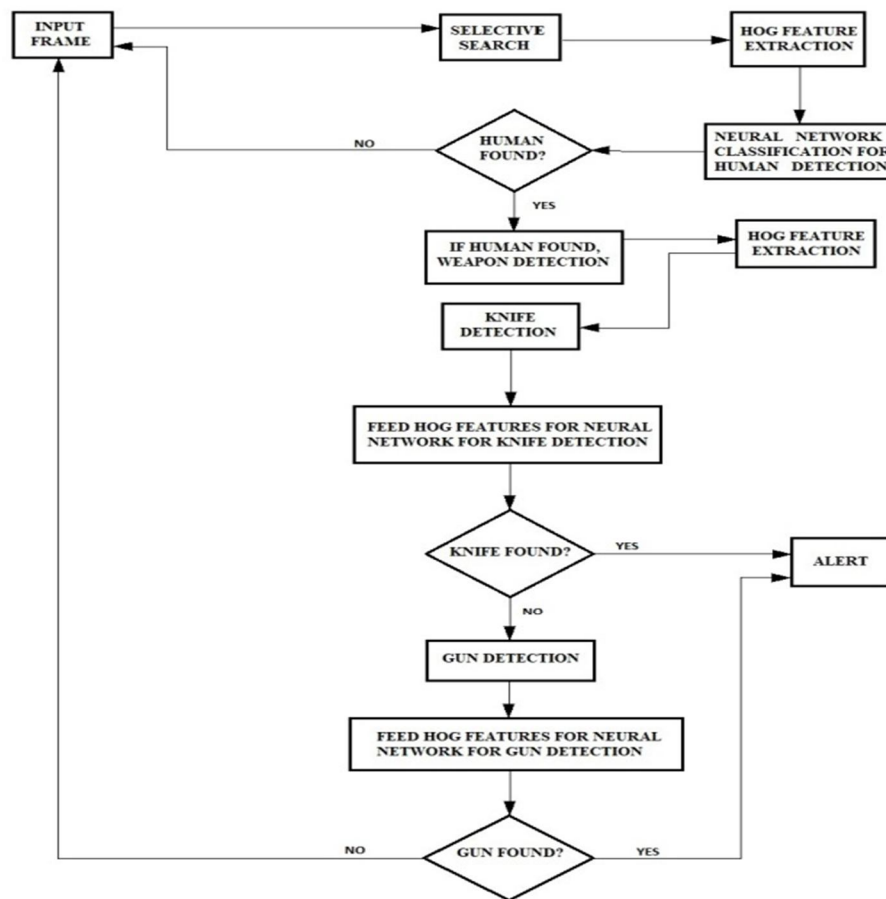 INPUT
FRAME
SELECTIVE
SEARCH
HOG FEATURE
EXTRACTION
NO
HUMAN
FOUND?
NEURAL NETWORK
CLASSIFICATION FOR
HUMAN DETECTION
YES
IF HUMAN FOUND,
WEAPON DETECTION
HOG FEATURE
EXTRACTION
KNIFE
DETECTION
FEED HOG FEATURES FOR NEURAL
NETWORK FOR KNIFE DETECTION
KNIFE FOUND?
YES
ALERT
NO
GUN DETECTION
FEED HOG FEATURES FOR NEURAL
NETWORK FOR GUN DETECTION
NO
GUN FOUND?
YES